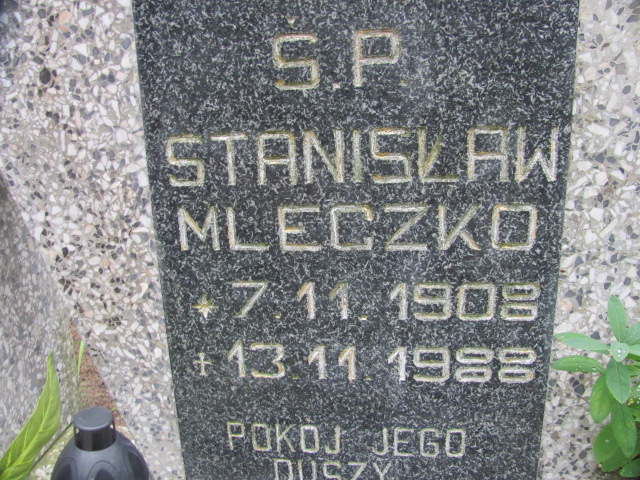 Ś.P.
STANISŁAW
MLECZKO
* 7.11.1908
+ 13.11 1988
POKOJ JEGO
DUSZY